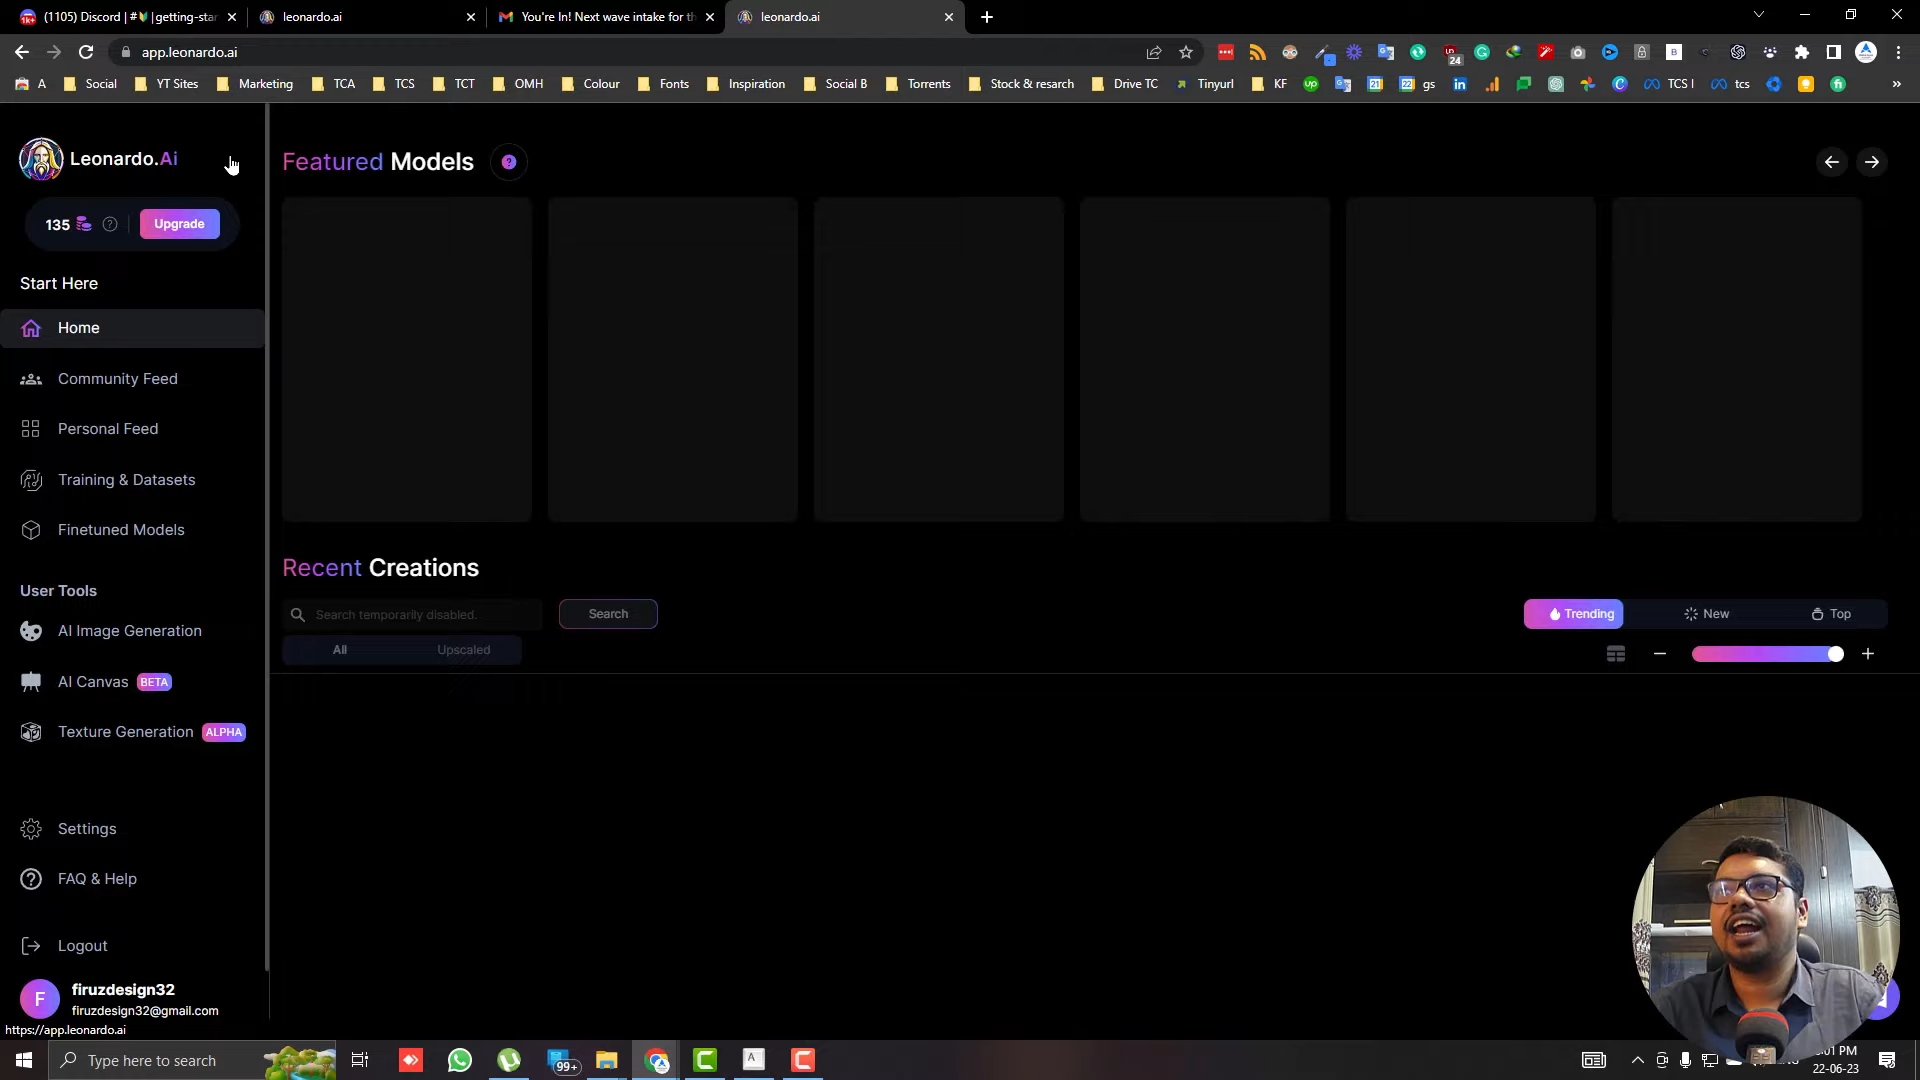 (1105) Discord | # | getting-star
leonardo.ai
You're In! Next wave intake for th
leonardo.ai
app.leonardo.ai
24
A
Social
YT Sites
Marketing
TCA
TCS
TCT
OMH
Colour
Fonts
Inspiration
Social B
Torrents
Stock & resarch
Drive TC
Tinyurl
KF
gs
TCS I
tcs
Leonardo.Ai
135
Upgrade
Start Here
Home
Community Feed
Personal Feed
Training & Datasets
Finetuned Models
User Tools
AI Image Generation
AI Canvas BETA
Texture Generation ALPHA
Settings
FAQ & Help
Logout
F
firuzdesign32
firuzdesign32@gmail.com
https://app.leonardo.ai
Featured Models
Recent Creations
Search temporarily disabled.
Search
Trending
New
Top
All
Upscaled
Type here to search
99+
22-06-23